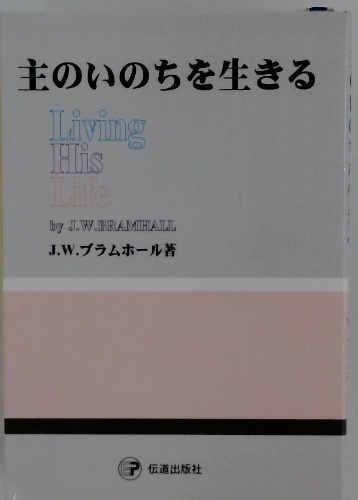 主のいのちを生きる
Living
His
Life
by J.W.BRAMHALL
J.W.ブラムホール著
EP 伝道出版社